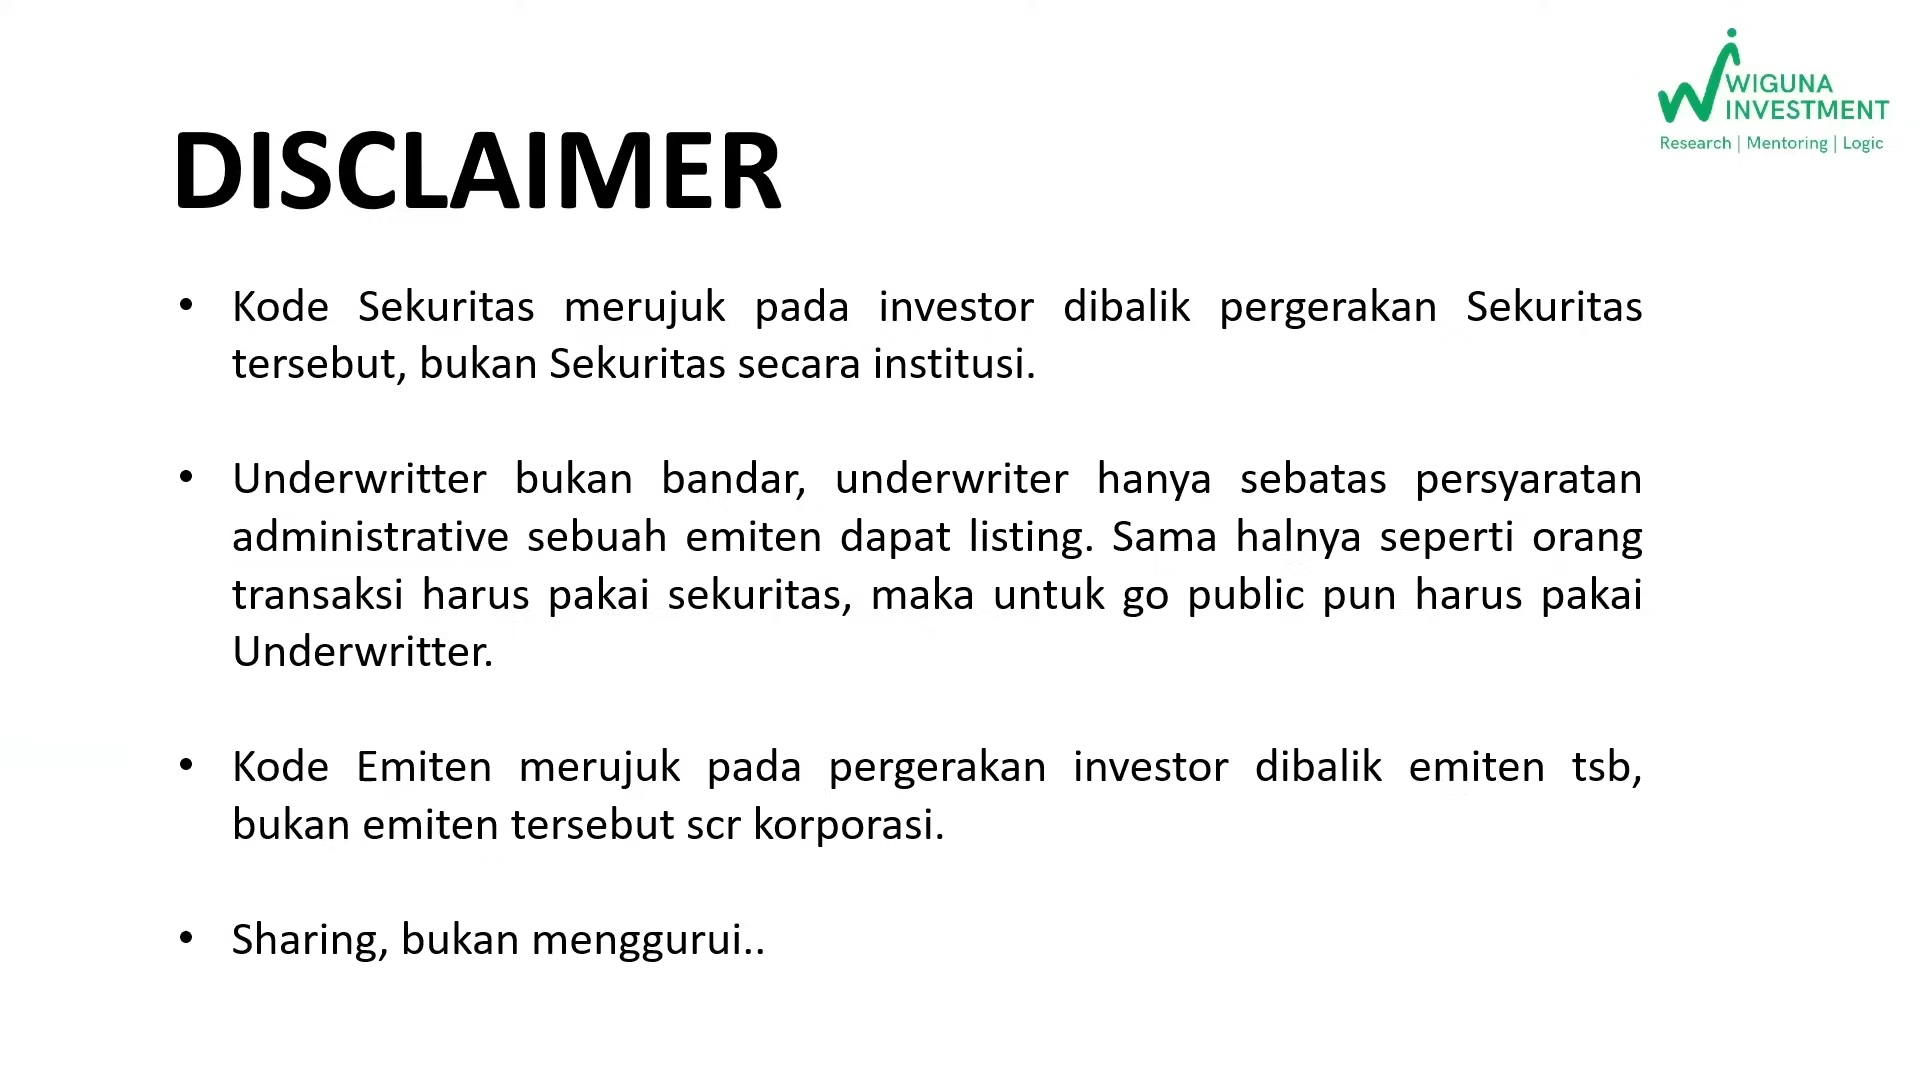 WIGUNA
INVESTMENT
Research | Mentoring | Logic
DISCLAIMER
• Kode Sekuritas merujuk pada investor dibalik pergerakan Sekuritas
tersebut, bukan Sekuritas secara institusi.
• Underwritter bukan bandar, underwriter hanya sebatas persyaratan
administrative sebuah emiten dapat listing. Sama halnya seperti orang
transaksi harus pakai sekuritas, maka untuk go public pun harus pakai
Underwritter.
• Kode Emiten merujuk pada pergerakan investor dibalik emiten tsb,
bukan emiten tersebut scr korporasi.
• Sharing, bukan menggurui..